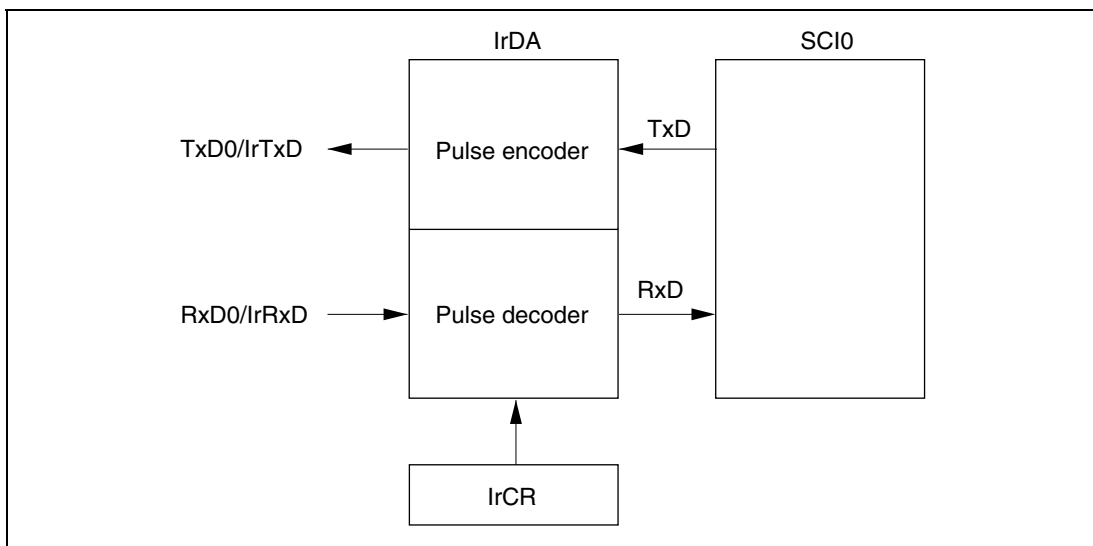 IrDA
SCI0
TxD0/IrTxD
Pulse encoder
TxD
RxD0/IrRxD
Pulse decoder
RxD
IrCR